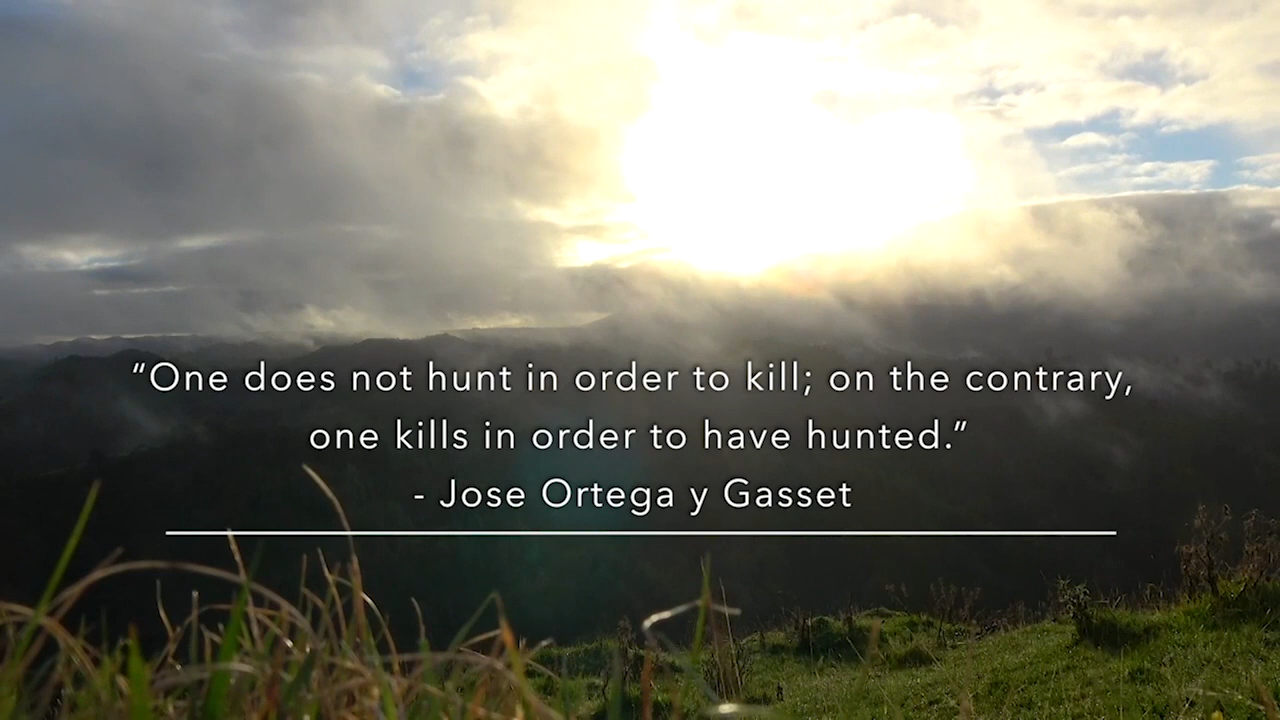 “One does not hunt in order to kill; on the contrary,
one kills in order to have hunted.”
- Jose Ortega y Gasset